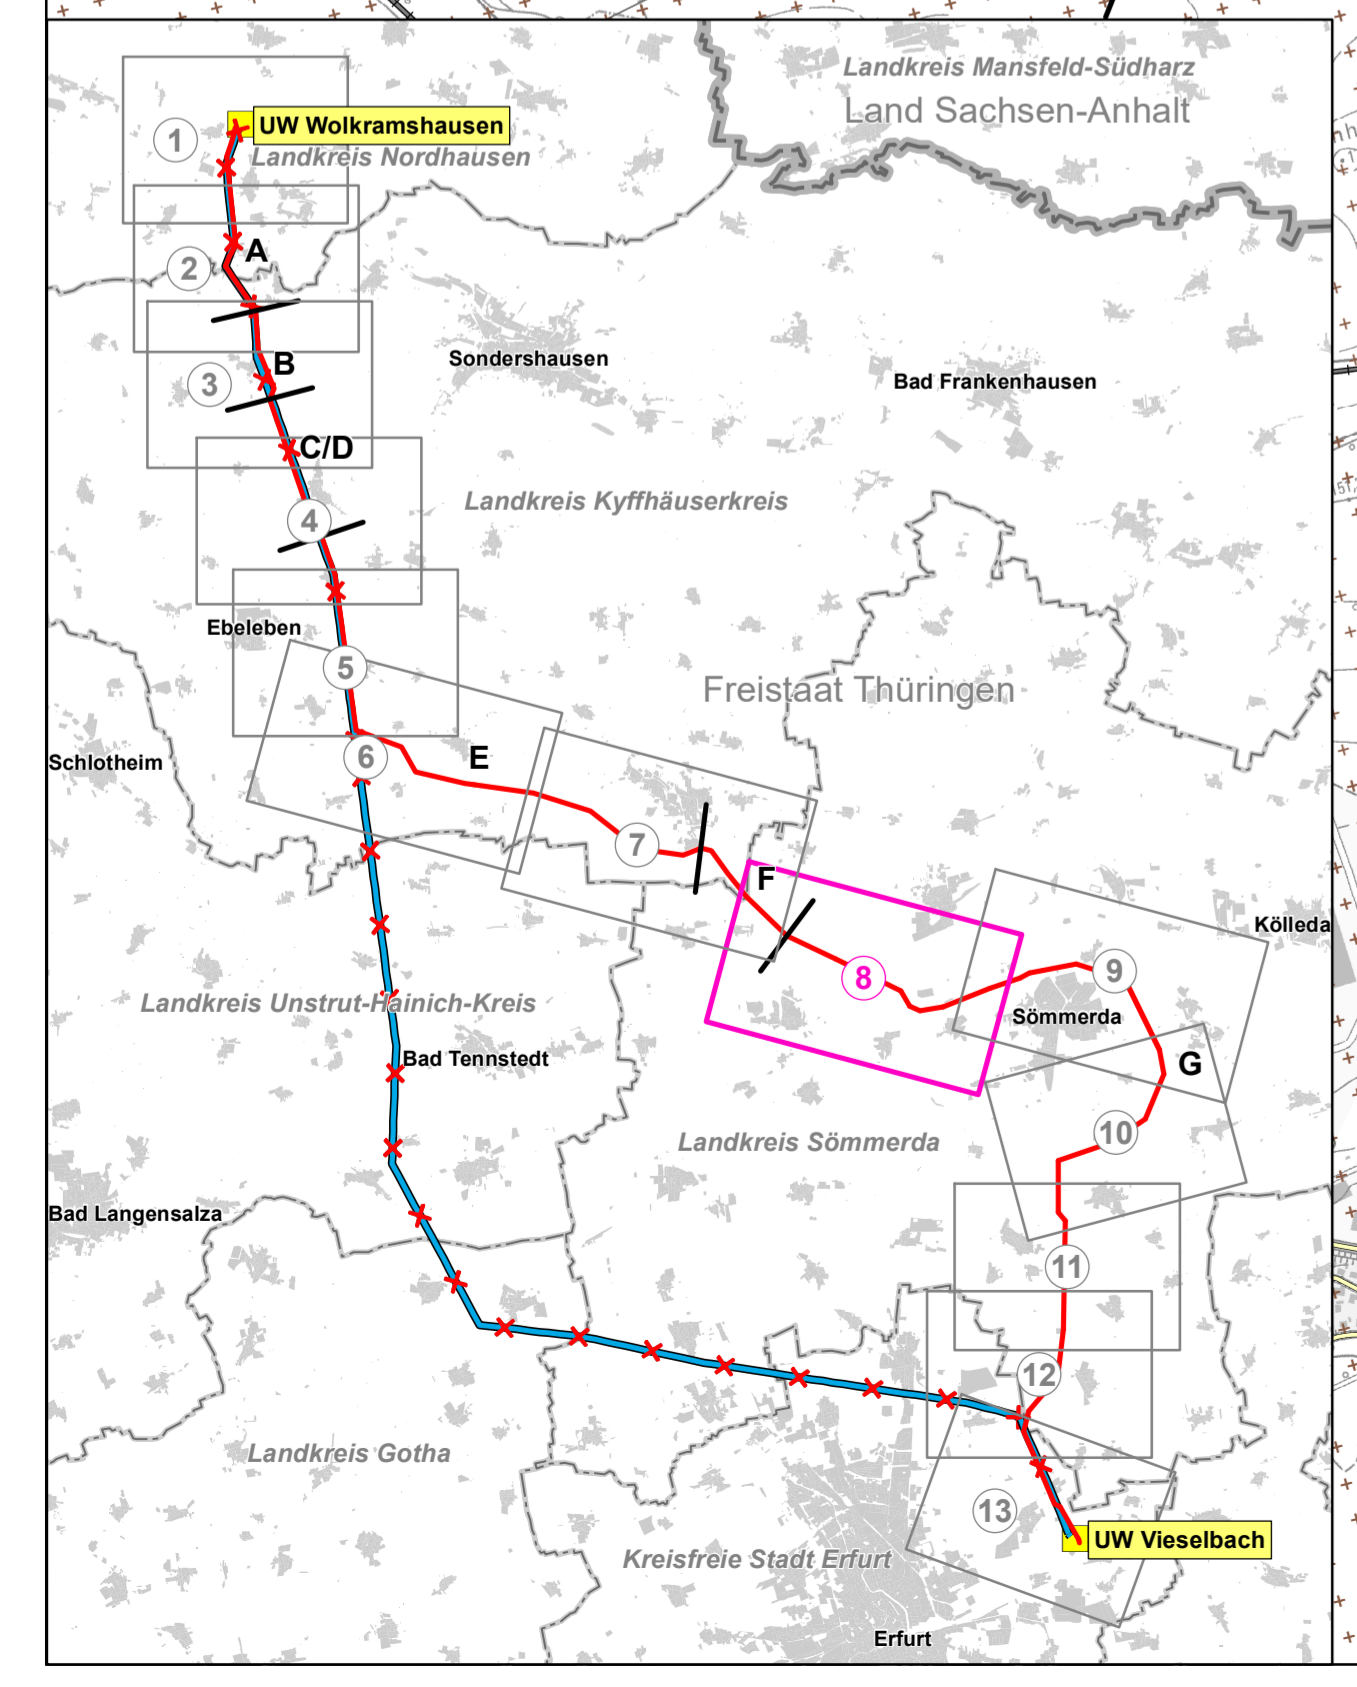 Landkreis Mansfeld-Südharz
Land Sachsen-Anhalt
UW Wolkramshausen
1
Landkreis Nordhausen
A
2
B
Sondershausen
3
Bad Frankenhausen
C/D
Landkreis Kyffhäuserkreis
4
Ebeleben
5
Freistaat Thüringen
Schlotheim
6
E
7
F
Kölleda
8
9
Landkreis Unstrut-Hainich-Kreis
Sömmerda
Bad Tennstedt
G
10
Landkreis Sömmerda
Bad Langensalza
11
12
Landkreis Gotha
13
UW Vieselbach
Kreisfreie Stadt Erfurt
Erfurt